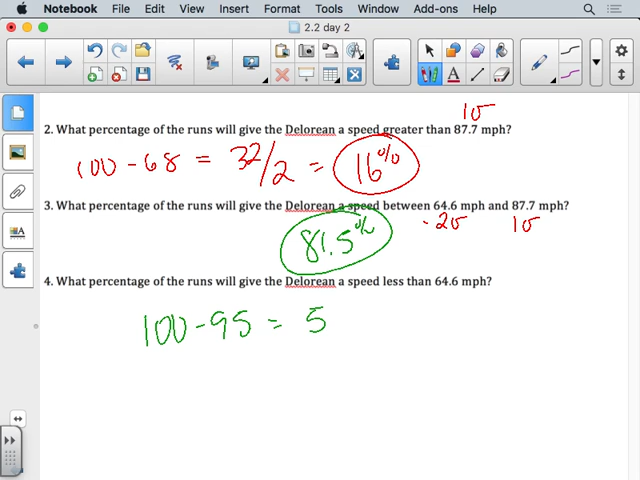 Notebook Edit View Insert Format Tools Window Add-ons Help
2.2 day 2
1σ
2. What percentage of the runs will give the Delorean a speed greater than 87.7 mph?
100 - 68 = 32/2 = 16%
3. What percentage of the runs will give the Delorean a speed between 64.6 mph and 87.7 mph?
81.5% -2σ 1σ
4. What percentage of the runs will give the Delorean a speed less than 64.6 mph?
100 - 95 = 5